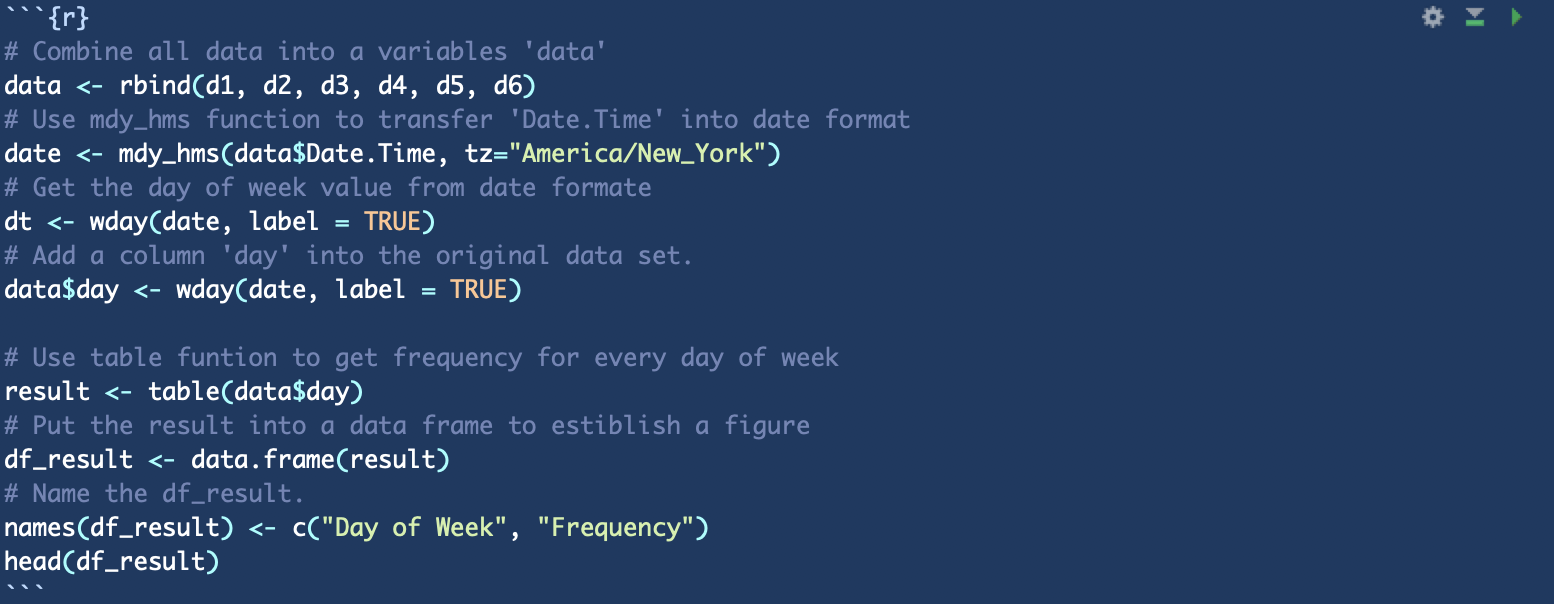 ```{r}
# Combine all data into a variables 'data'
data <- rbind(d1, d2, d3, d4, d5, d6)
# Use mdy_hms function to transfer 'Date.Time' into date format
date <- mdy_hms(data$Date.Time, tz="America/New_York")
# Get the day of week value from date formate
dt <- wday(date, label = TRUE)
# Add a column 'day' into the original data set.
data$day <- wday(date, label = TRUE)

# Use table funtion to get frequency for every day of week
result <- table(data$day)
# Put the result into a data frame to estiblish a figure
df_result <- data.frame(result)
# Name the df_result.
names(df_result) <- c("Day of Week", "Frequency")
head(df_result)
```